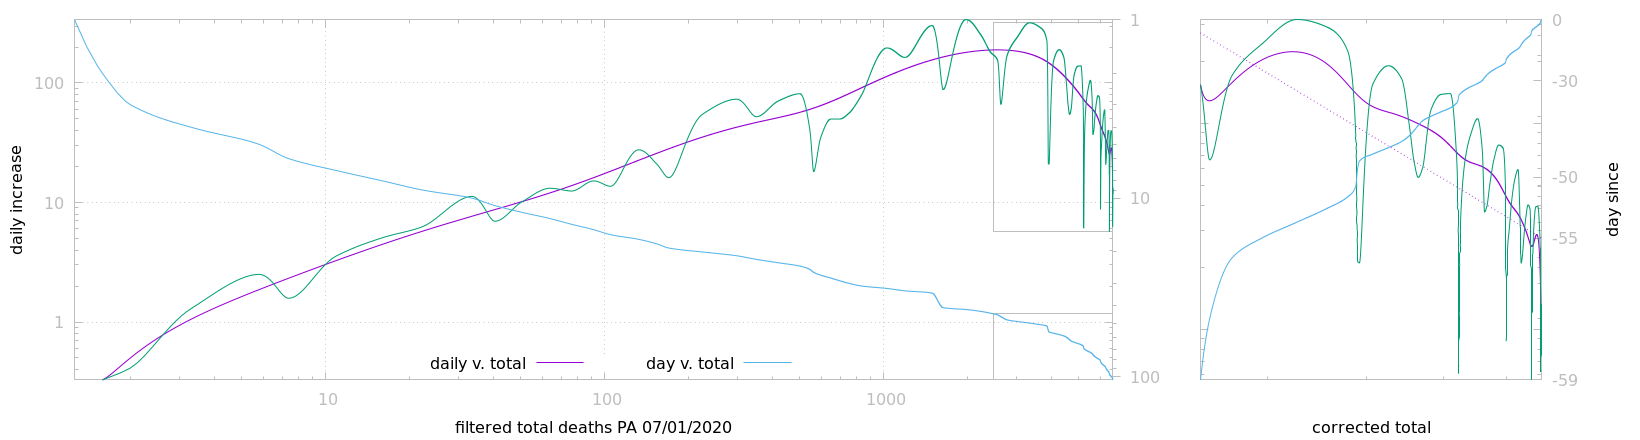 1
0
100
-30
daily increase
10
10
-50
day since
-55
1
daily v. total
day v. total
100
-59
10
100
1000
filtered total deaths PA 07/01/2020
corrected total